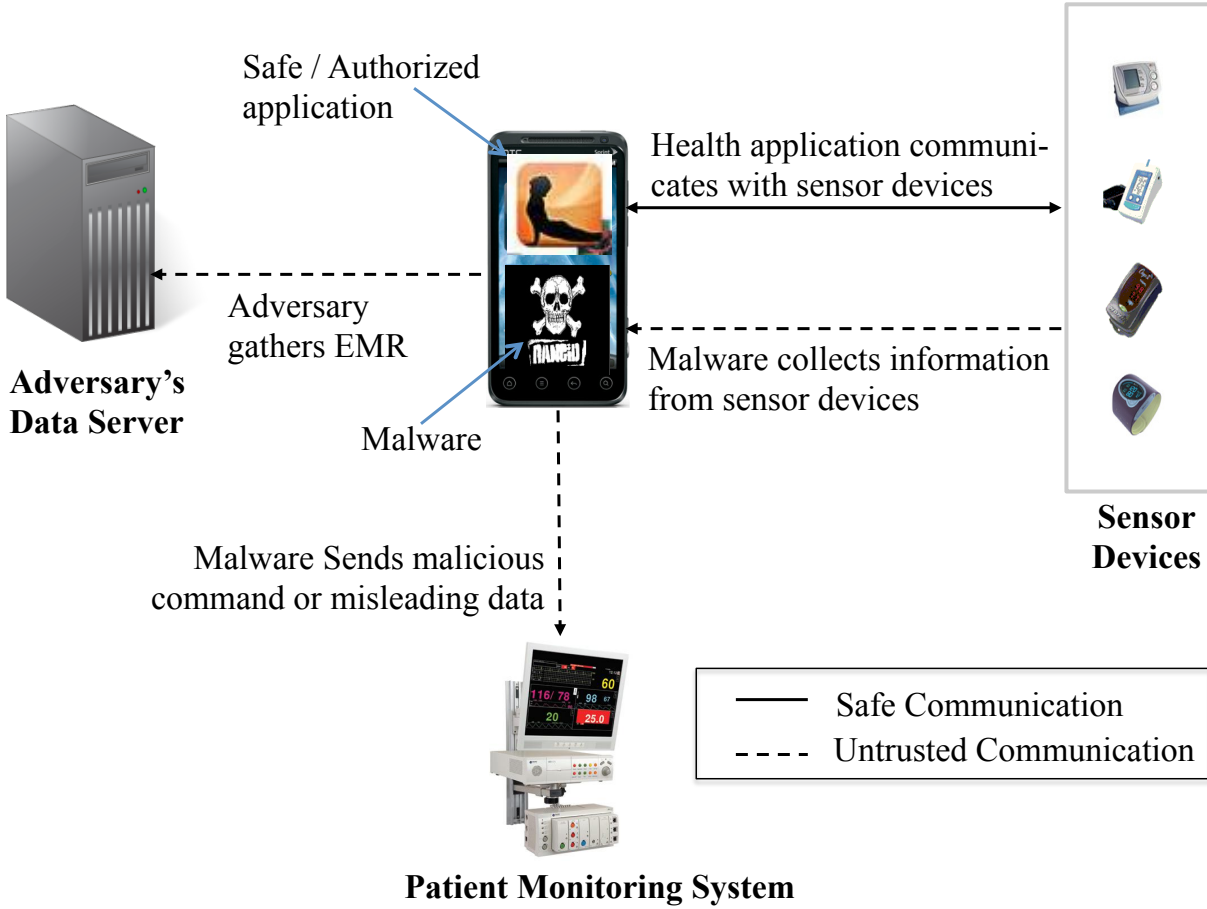 Safe / Authorized
application
Sprint
Health application communi-
cates with sensor devices
Adversary
gathers EMR
RANCID
Malware collects information
from sensor devices
Adversary's
Data Server
Malware
Sensor
Devices
Malware Sends malicious
command or misleading data
60
116/ 78
98
67
20
25.0
Safe Communication
Untrusted Communication
Patient Monitoring System